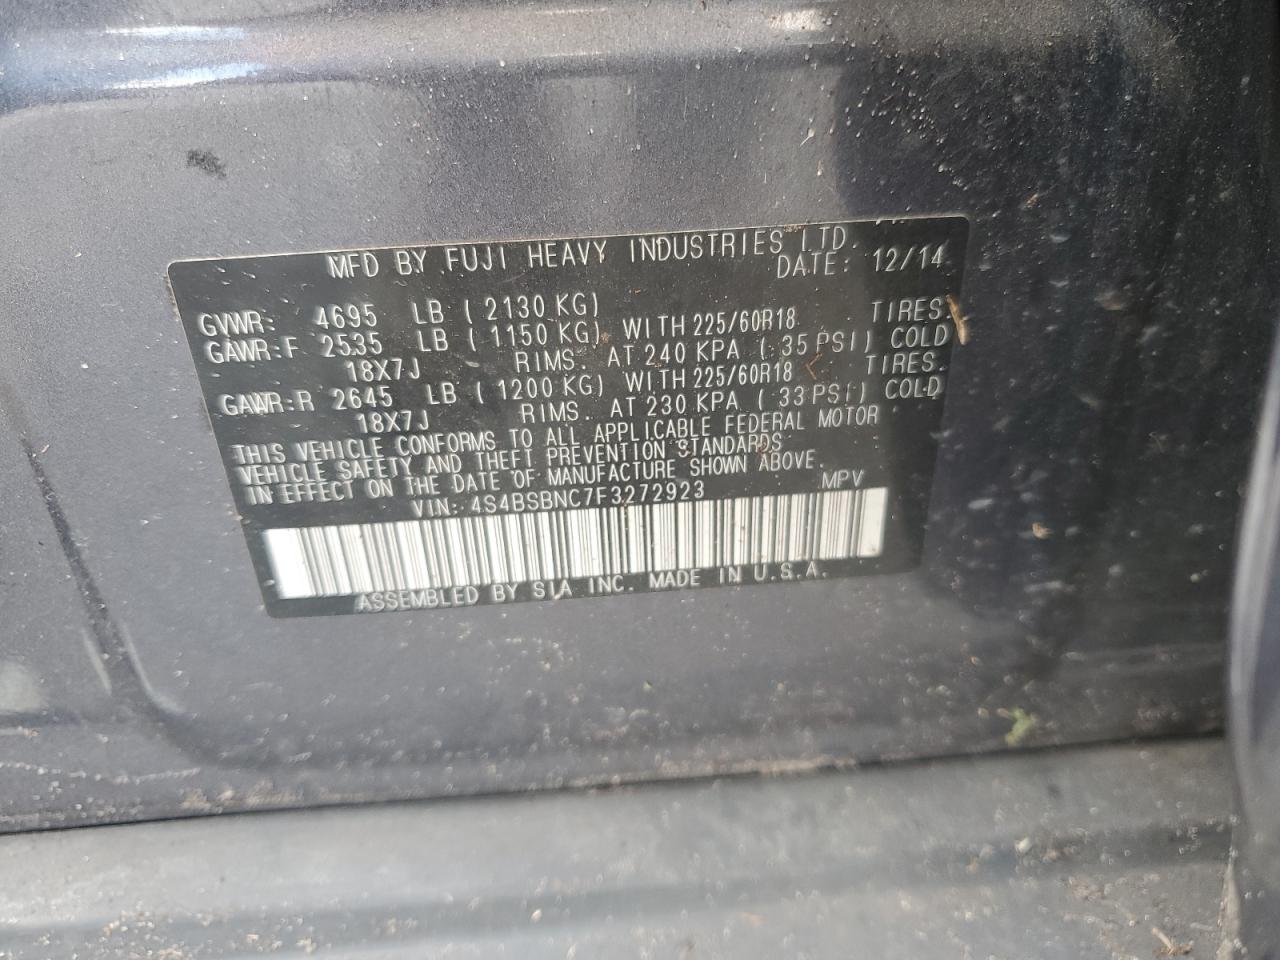 MFD BY FUJI HEAVY INDUSTRIES LTD.
DATE: 12/14
GVWR: 4695 LB ( 2130 KG)
GAWR:F 2535 LB ( 1150 KG) WITH 225/60R18 TIRES.
18X7J RIMS. AT 240 KPA ( 35 PSI) COLD
GAWR:R 2645 LB ( 1200 KG) WITH 225/60R18 TIRES.
18X7J RIMS. AT 230 KPA ( 33 PSI) COLD
THIS VEHICLE CONFORMS TO ALL APPLICABLE FEDERAL MOTOR
VEHICLE SAFETY AND THEFT PREVENTION STANDARDS
IN EFFECT ON THE DATE OF MANUFACTURE SHOWN ABOVE.
VIN: 4S4BSBNC7F3272923 MPV
ASSEMBLED BY SIA INC. MADE IN U.S.A.